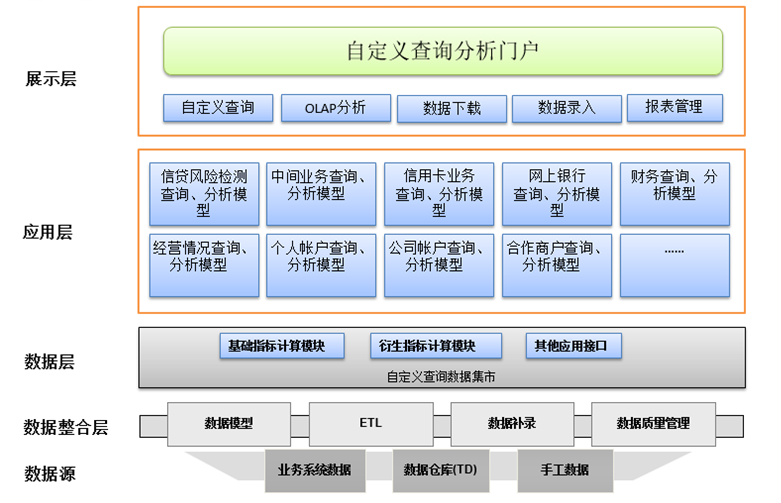 自定义查询分析门户
展示层
自定义查询
OLAP分析
数据下载
数据录入
报表管理
信贷风险检测
查询、分析模
型
中间业务查询、
分析模型
信用卡业务
查询、分析模
型
网上银行
查询、分析模
型
财务查询、分
析模型
应用层
经营情况查询、
分析模型
个人帐户查询、
分析模型
公司帐户查询、
分析模型
合作商户查询、
分析模型
......
基础指标计算模块
衍生指标计算模块
其他应用接口
数据层
自定义查询数据集市
数据整合层
数据模型
ETL
数据补录
数据质量管理
数据源
业务系统数据
数据仓库(TD)
手工数据